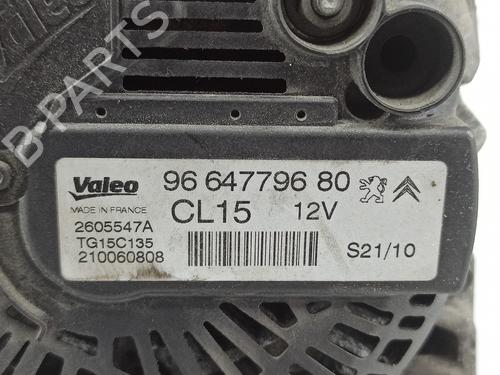 B-PARTS
Valeo
96 647796 80
MADE IN FRANCE
CL15 12V
2605547A
TG15C135
210060808
S21/10